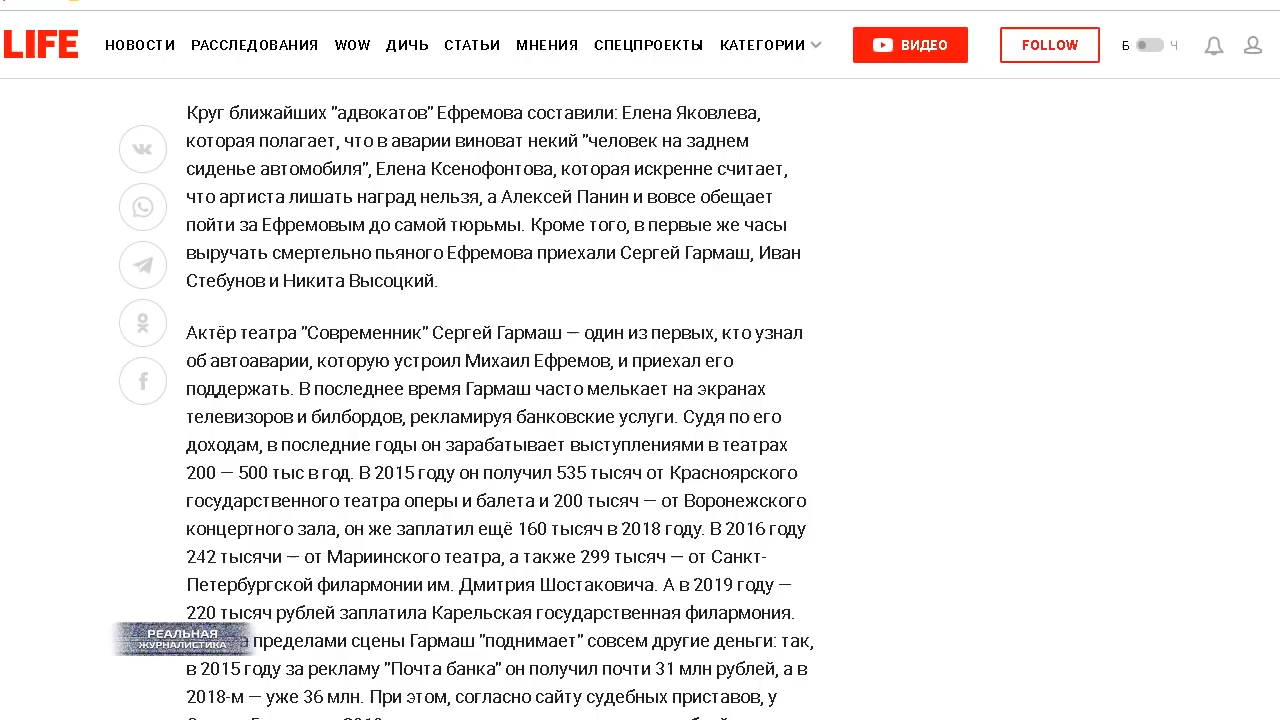 LIFE НОВОСТИ РАССЛЕДОВАНИЯ WOW ДИЧЬ СТАТЬИ МНЕНИЯ СПЕЦПРОЕКТЫ КАТЕГОРИИ ВИДЕО FOLLOW Б Ч
Круг ближайших "адвокатов" Ефремова составили: Елена Яковлева,
которая полагает, что в аварии виноват некий "человек на заднем
сиденье автомобиля", Елена Ксенофонтова, которая искренне считает,
что артиста лишать наград нельзя, а Алексей Панин и вовсе обещает
пойти за Ефремовым до самой тюрьмы. Кроме того, в первые же часы
выручать смертельно пьяного Ефремова приехали Сергей Гармаш, Иван
Стебунов и Никита Высоцкий.
Актёр театра "Современник" Сергей Гармаш — один из первых, кто узнал
об автоаварии, которую устроил Михаил Ефремов, и приехал его
поддержать. В последнее время Гармаш часто мелькает на экранах
телевизоров и билбордов, рекламируя банковские услуги. Судя по его
доходам, в последние годы он зарабатывает выступлениями в театрах
200 — 500 тыс в год. В 2015 году он получил 535 тысяч от Красноярского
государственного театра оперы и балета и 200 тысяч — от Воронежского
концертного зала, он же заплатил ещё 160 тысяч в 2018 году. В 2016 году
242 тысячи — от Мариинского театра, а также 299 тысяч — от Санкт-
Петербургской филармонии им. Дмитрия Шостаковича. А в 2019 году —
220 тысяч рублей заплатила Карельская государственная филармония.
РЕАЛЬНАЯ
ЖУРНАЛИСТИКА
пределами сцены Гармаш "поднимает" совсем другие деньги: так,
в 2015 году за рекламу "Почта банка" он получил почти 31 млн рублей, а в
2018-м — уже 36 млн. При этом, согласно сайту судебных приставов, у